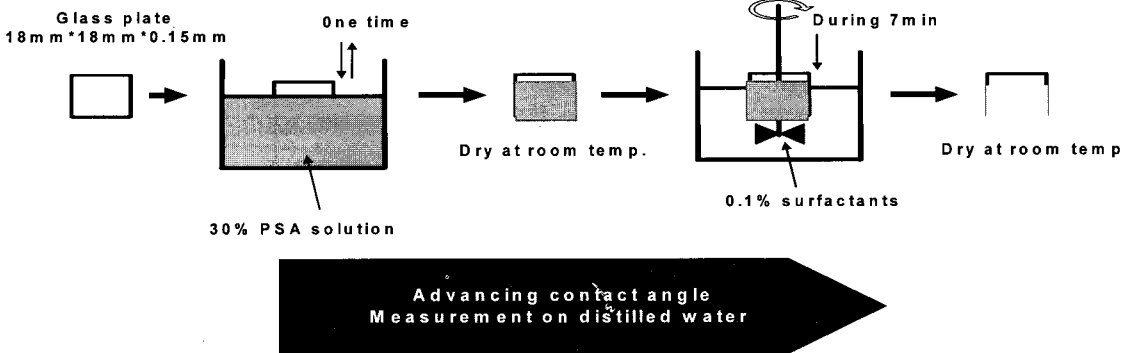 Glass plate
18mm*18mm*0.15mm
One time
During 7min
Dry at room temp.
Dry at room temp
0.1% surfactants
30% PSA solution
Advancing contact angle
Measurement on distilled water